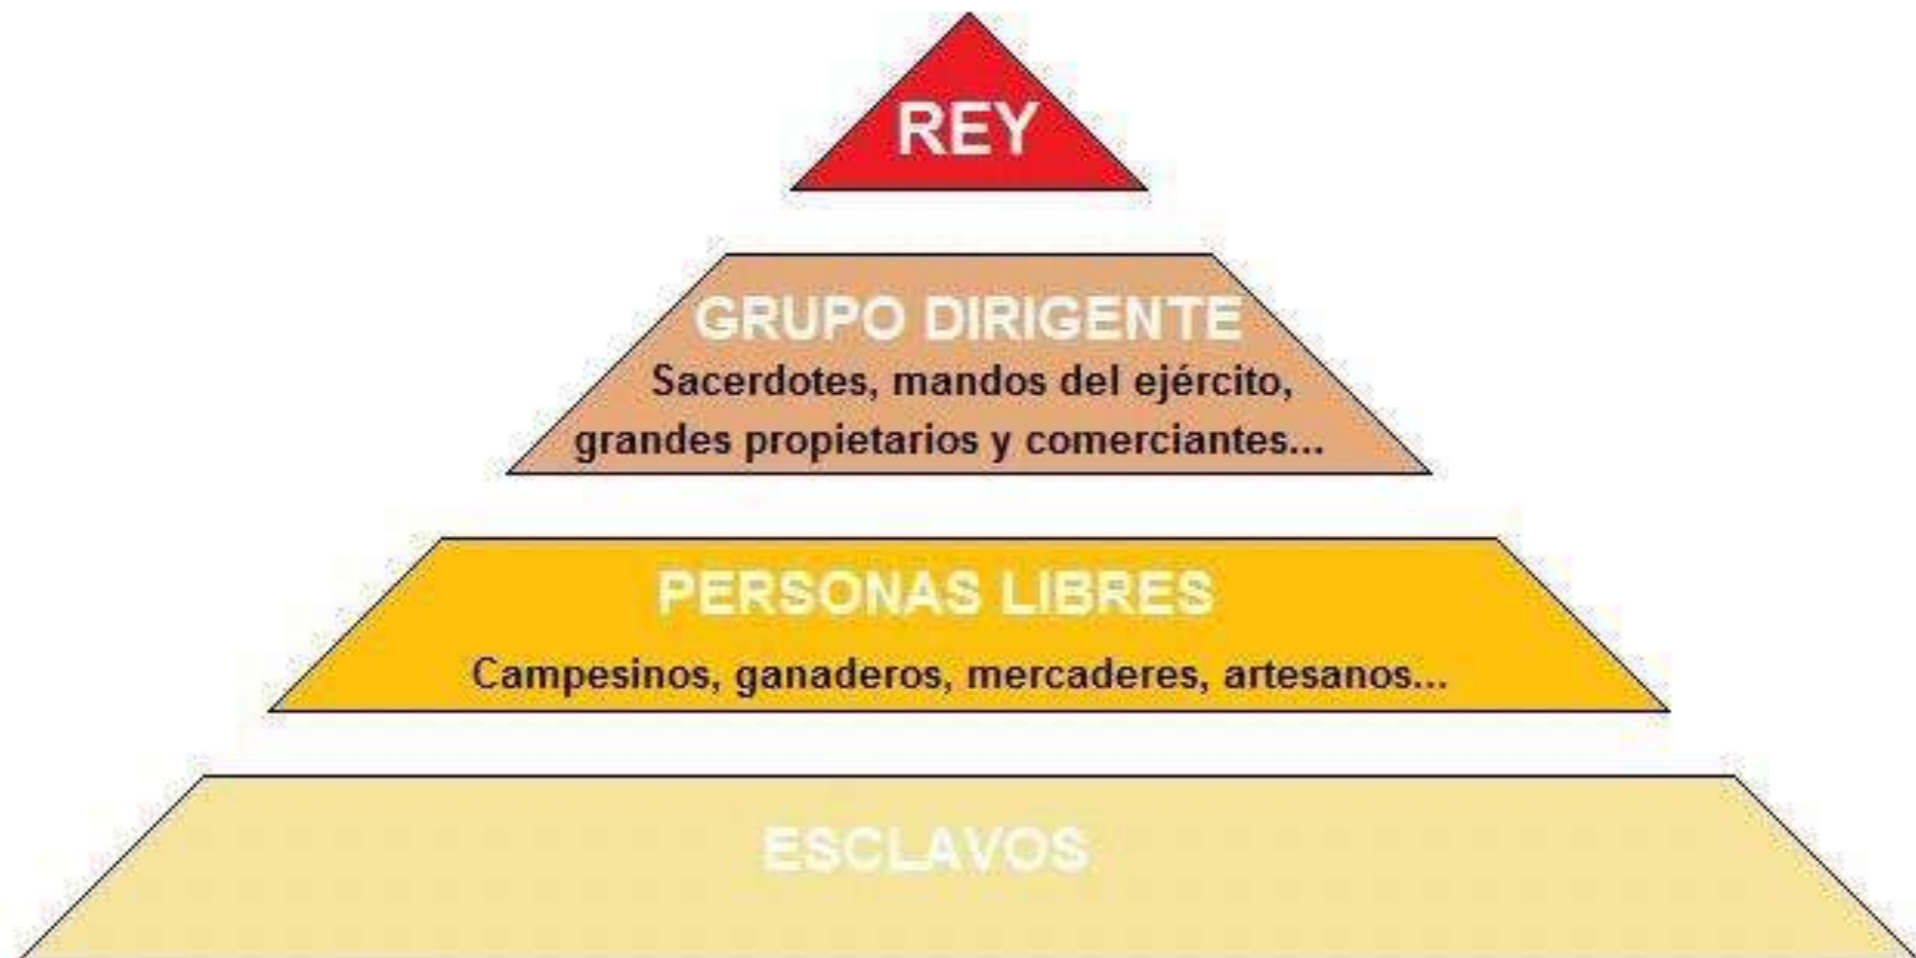 REY
GRUPO DIRIGENTE
Sacerdotes, mandos del ejército,
grandes propietarios y comerciantes...
PERSONAS LIBRES
Campesinos, ganaderos, mercaderes, artesanos...
ESCLAVOS